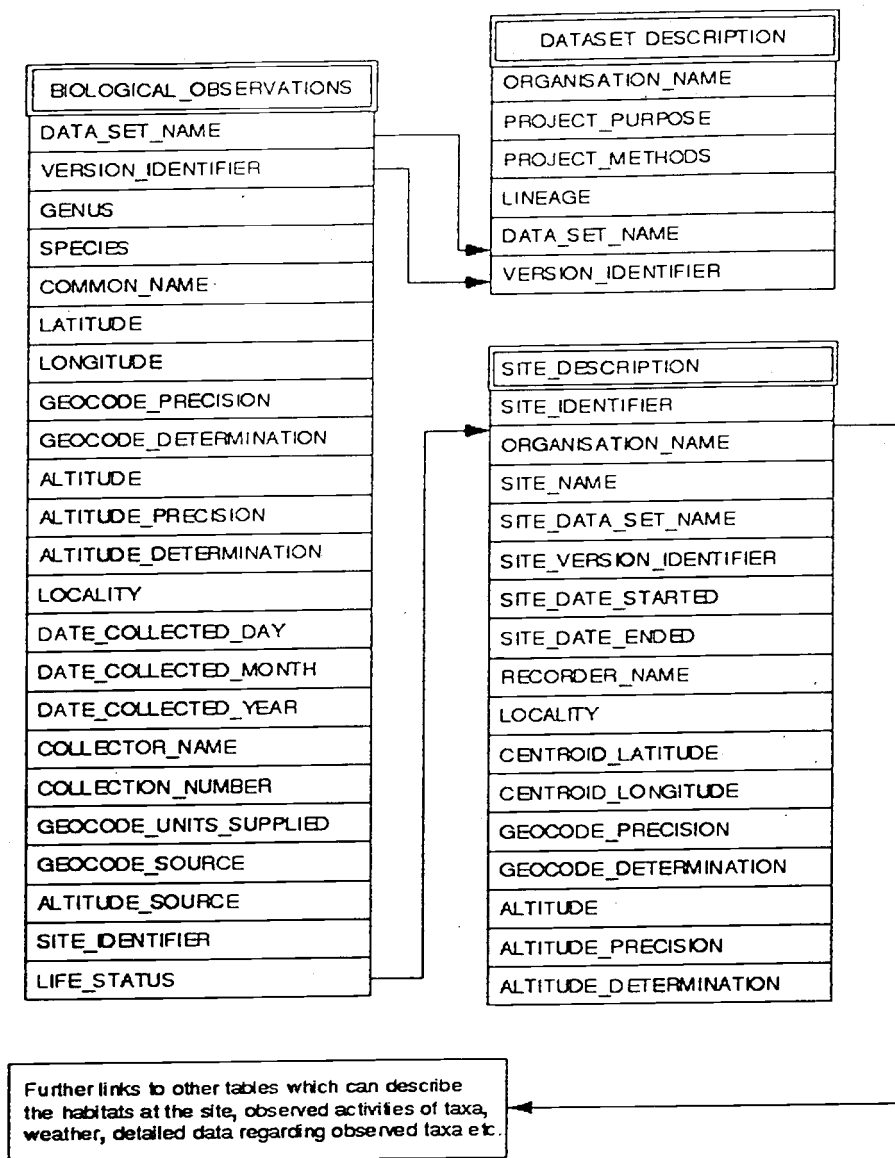 BIOLOGICAL_OBSERVATIONS
DATA_SET_NAME
VERSION_IDENTIFIER
GENUS
SPECIES
COMMON_NAME
LATITUDE
LONGITUDE
GEOCODE_PRECISION
GEOCODE_DETERMINATION
ALTITUDE
ALTITUDE_PRECISION
ALTITUDE_DETERMINATION
LOCALITY
DATE_COLLECTED_DAY
DATE_COLLECTED_MONTH
DATE_COLLECTED_YEAR
COLLECTOR_NAME
COLLECTION_NUMBER
GEOCODE_UNITS_SUPPLIED
GEOCODE_SOURCE
ALTITUDE_SOURCE
SITE_IDENTIFIER
LIFE_STATUS
DATASET DESCRIPTION
ORGANISATION_NAME
PROJECT_PURPOSE
PROJECT_METHODS
LINEAGE
DATA_SET_NAME
VERSION_IDENTIFIER
SITE_DESCRIPTION
SITE_IDENTIFIER
ORGANISATION_NAME
SITE_NAME
SITE_DATA_SET_NAME
SITE_VERSION_IDENTIFIER
SITE_DATE_STARTED
SITE_DATE_ENDED
RECORDER_NAME
LOCALITY
CENTROID_LATITUDE
CENTROID_LONGITUDE
GEOCODE_PRECISION
GEOCODE_DETERMINATION
ALTITUDE
ALTITUDE_PRECISION
ALTITUDE_DETERMINATION
Further links to other tables which can describe
the habitats at the site, observed activities of taxa,
weather, detailed data regarding observed taxa etc.